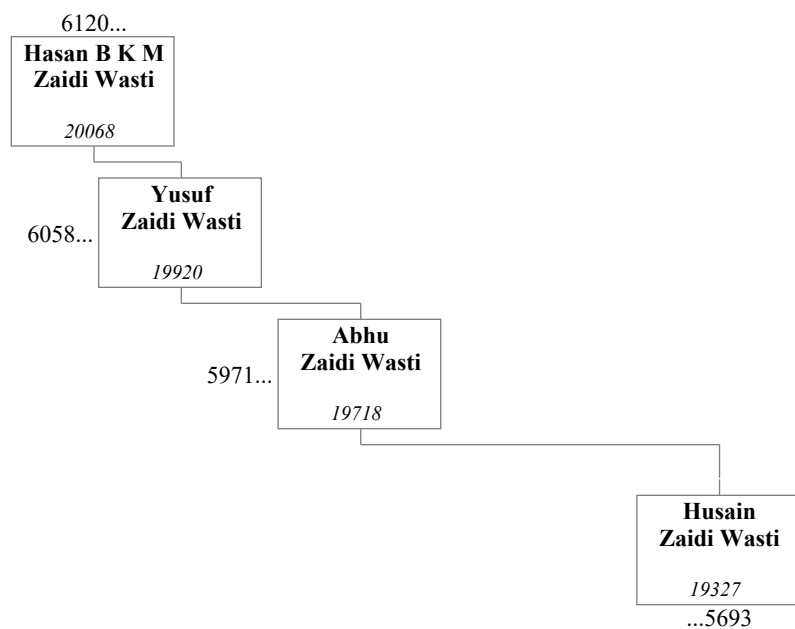 6120...
Hasan B K M
Zaidi Wasti
20068
Yusuf
Zaidi Wasti
6058...
19920
Abhu
Zaidi Wasti
5971...
19718
Husain
Zaidi Wasti
19327
...5693